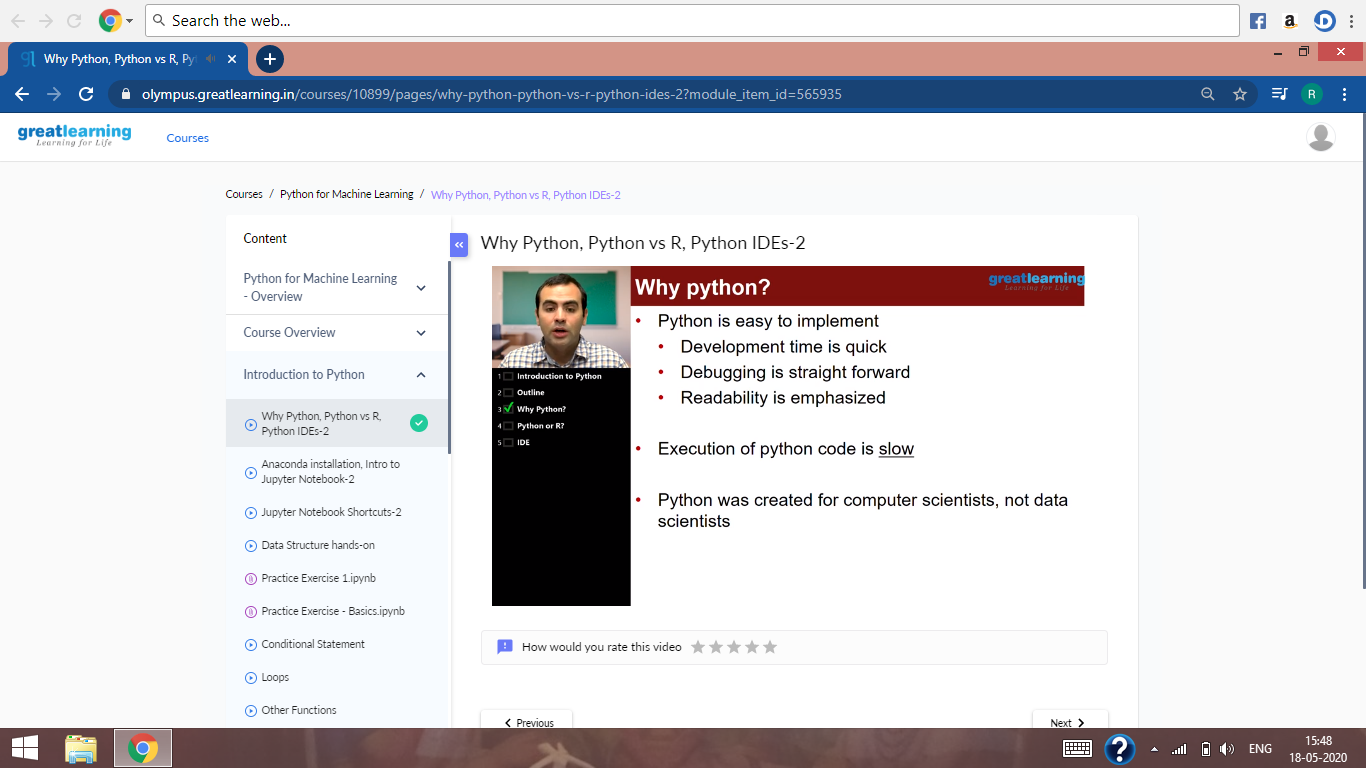 Search the web...
Why Python, Python vs R, Py
olympus.greatlearning.in/courses/10899/pages/why-python-python-vs-r-python-ides-2?module_item_id=565935
R
greatlearning
Learning for Life
Courses
Courses / Python for Machine Learning / Why Python, Python vs R, Python IDEs-2
Content
Python for Machine Learning
- Overview
Course Overview
Introduction to Python
Why Python, Python vs R,
Python IDEs-2
Anaconda installation, Intro to
Jupyter Notebook-2
Jupyter Notebook Shortcuts-2
Data Structure hands-on
Practice Exercise 1.ipynb
Practice Exercise - Basics.ipynb
Conditional Statement
Loops
Other Functions
Why Python, Python vs R, Python IDEs-2
1 Introduction to Python
2 Outline
3 Why Python?
4 Python or R?
5 IDE
Why python?
greatlearning
Learning for Life
• Python is easy to implement
• Development time is quick
• Debugging is straight forward
• Readability is emphasized
• Execution of python code is slow
• Python was created for computer scientists, not data
scientists
How would you rate this video
Previous
Next
ENG
15:48
18-05-2020